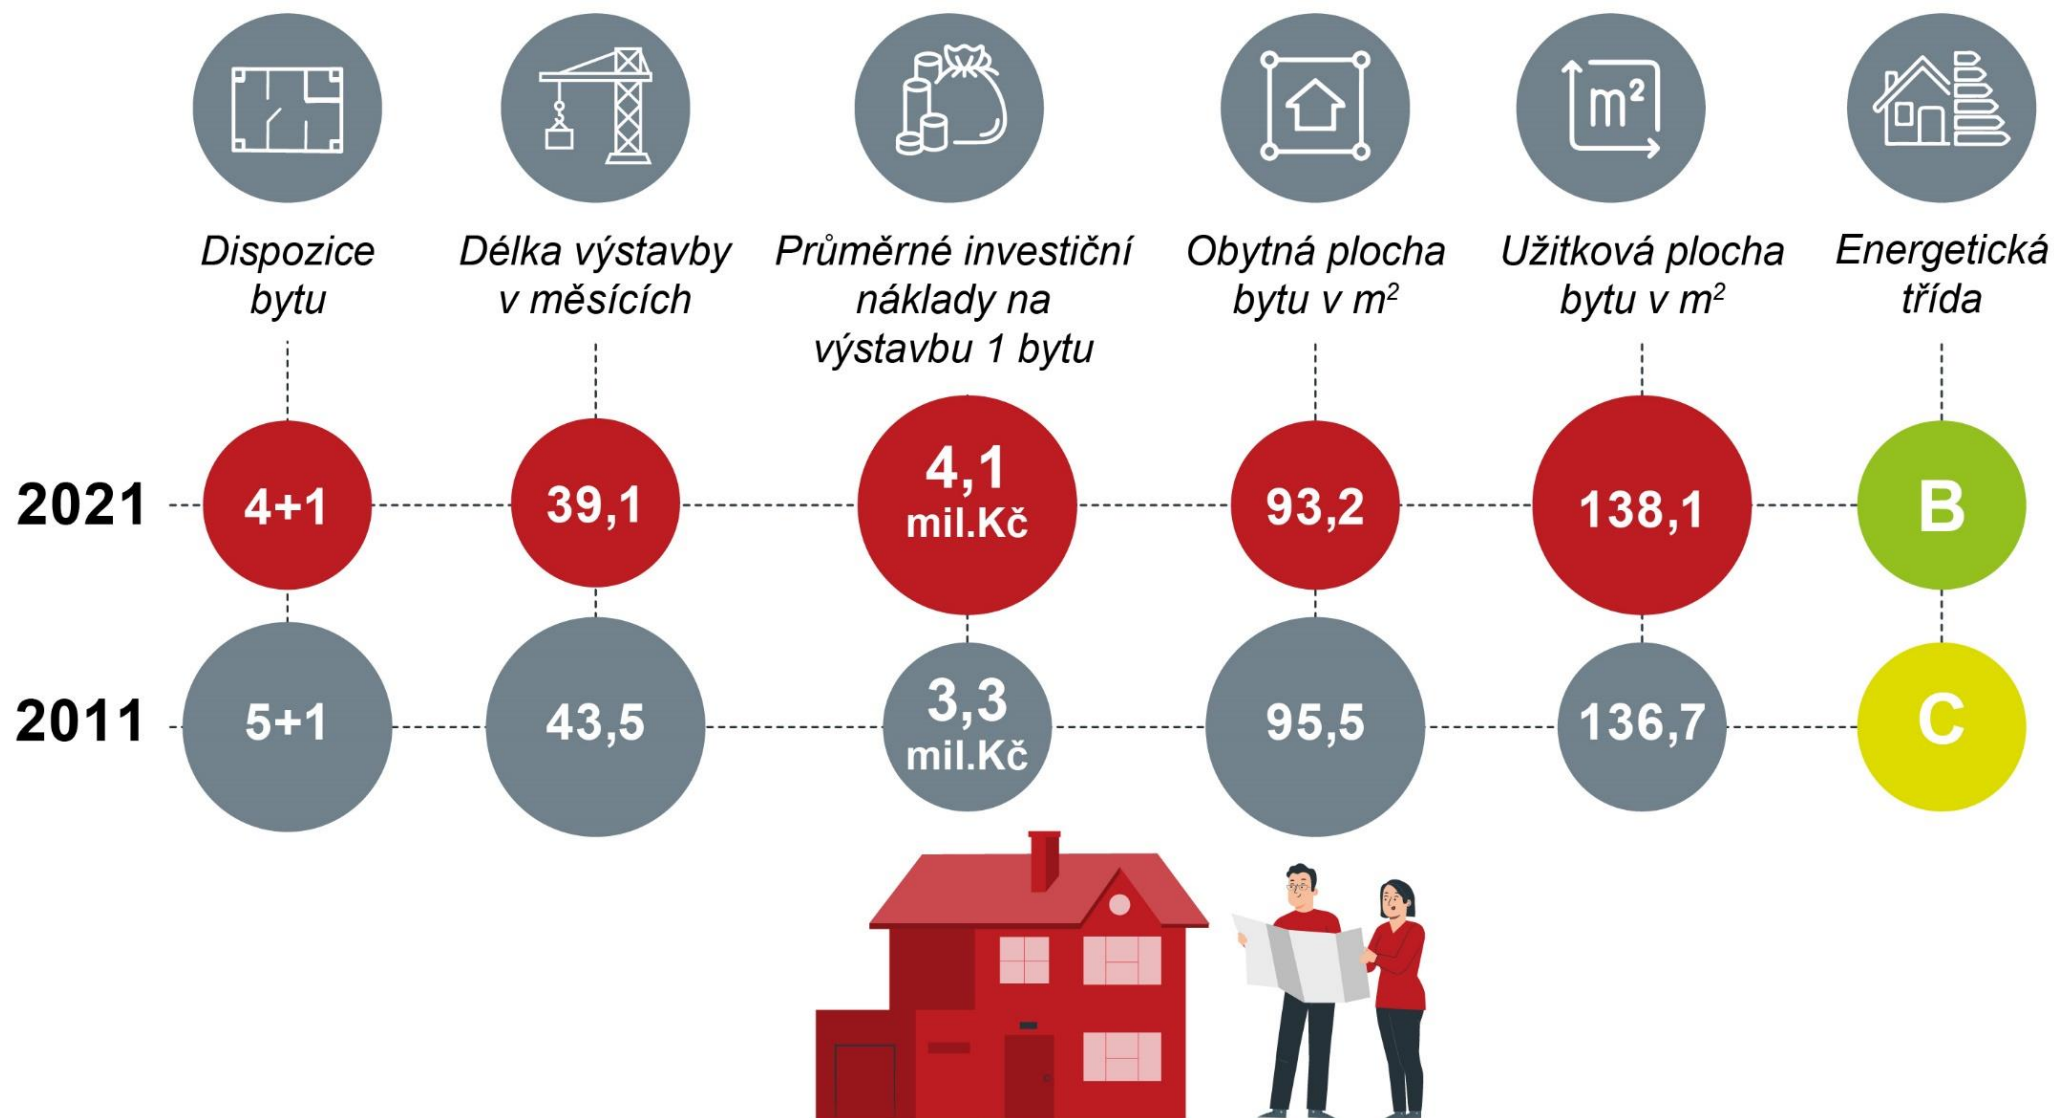 m²
Dispozice
bytu
Délka výstavby
v měsících
Průměrné investiční
náklady na
výstavbu 1 bytu
Obytná plocha
bytu v m²
Užitková plocha
bytu v m²
Energetická
třída
2021
4+1
39,1
4,1
mil.Kč
93,2
138,1
B
2011
5+1
43,5
3,3
mil.Kč
95,5
136,7
C